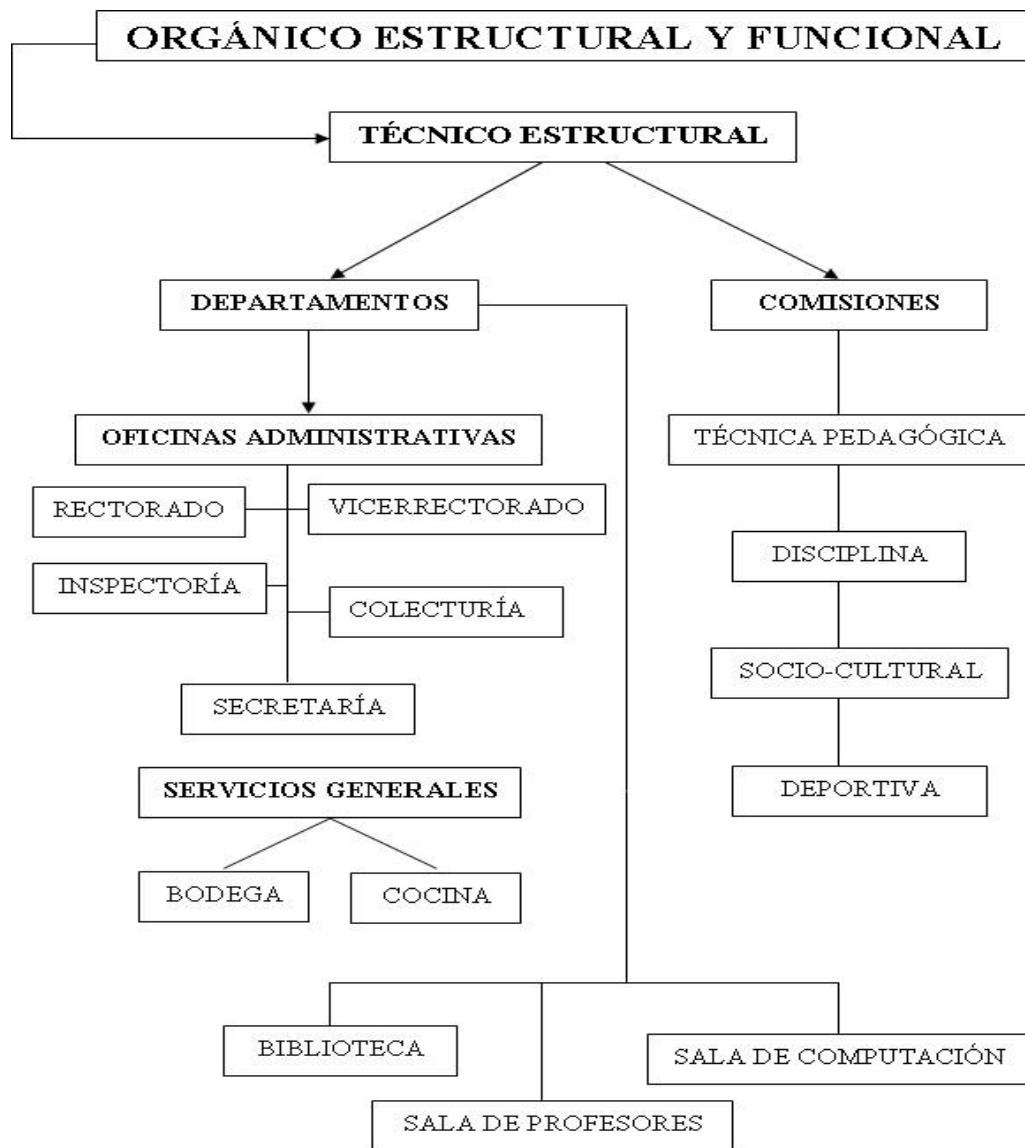 ORGÁNICO ESTRUCTURAL Y FUNCIONAL
TÉCNICO ESTRUCTURAL
DEPARTAMENTOS
COMISIONES
OFICINAS ADMINISTRATIVAS
TÉCNICA PEDAGÓGICA
RECTORADO
VICERRECTORADO
DISCIPLINA
INSPECTORÍA
COLECTURÍA
SOCIO-CULTURAL
SECRETARÍA
SERVICIOS GENERALES
DEPORTIVA
BODEGA
COCINA
BIBLIOTECA
SALA DE COMPUTACIÓN
SALA DE PROFESORES